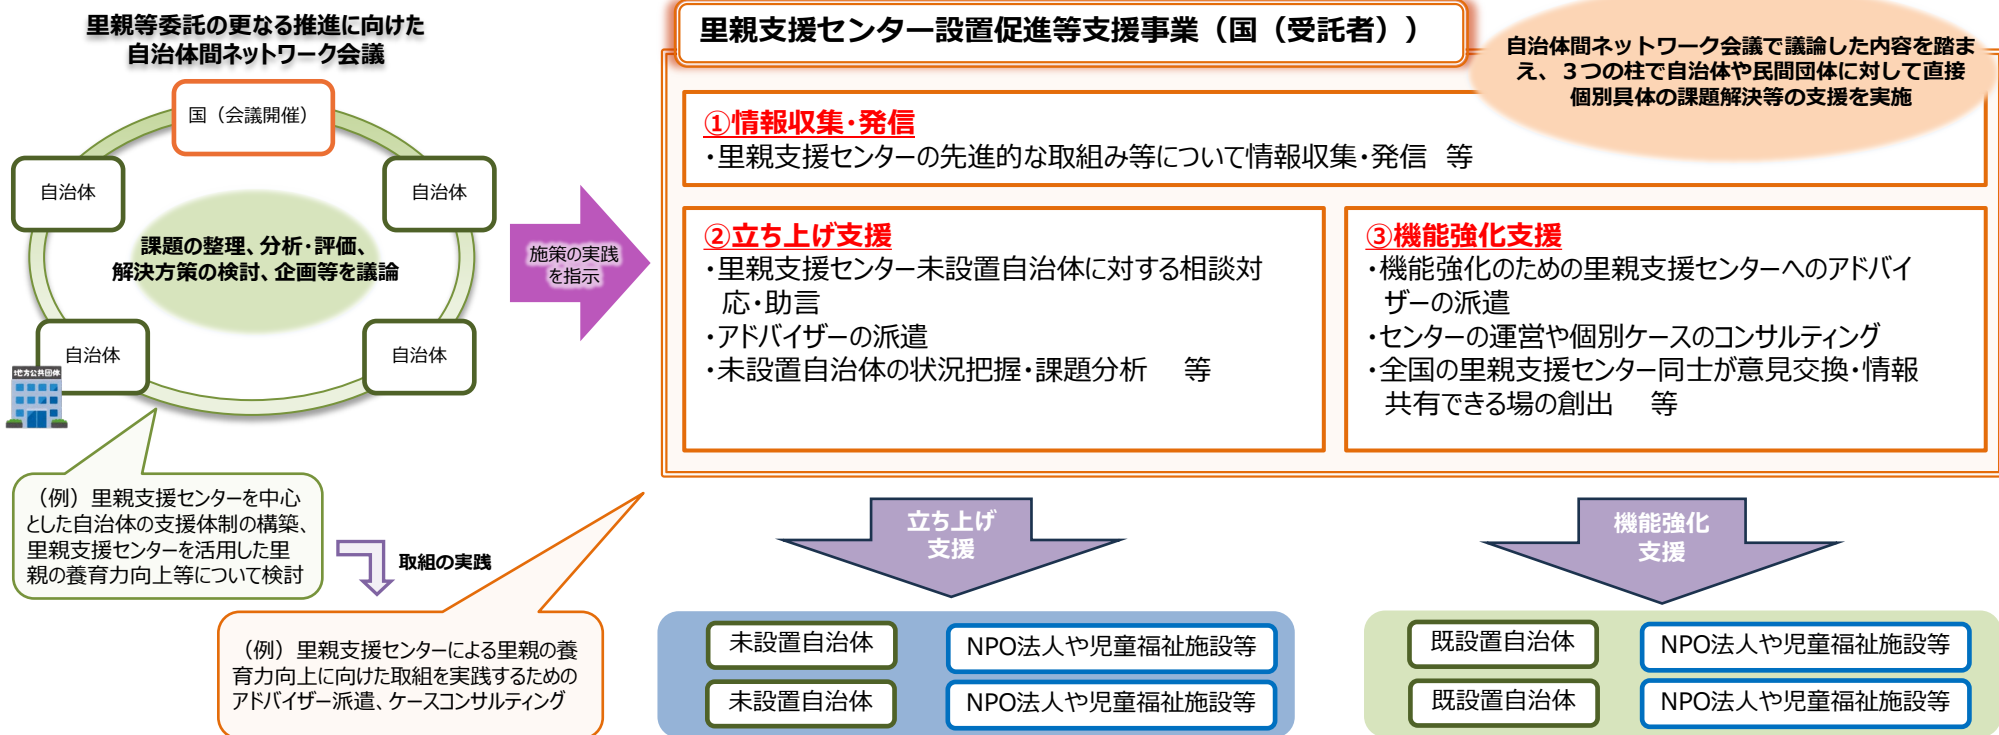 里親等委託の更なる推進に向けた
自治体間ネットワーク会議
国（会議開催）
自治体
自治体
課題の整理、分析・評価、
解決方策の検討、企画等を議論
自治体
自治体
地方公共団体
（例）里親支援センターを中心
とした自治体の支援体制の構築、
里親支援センターを活用した里
親の養育力向上等について検討
取組の実践
（例）里親支援センターによる里親の養
育力向上に向けた取組を実践するための
アドバイザー派遣、ケースコンサルティング
施策の実践
を指示
里親支援センター設置促進等支援事業（国（受託者））
自治体間ネットワーク会議で議論した内容を踏ま
え、３つの柱で自治体や民間団体に対して直接
個別具体の課題解決等の支援を実施
①情報収集・発信
・里親支援センターの先進的な取組み等について情報収集・発信　等
②立ち上げ支援
・里親支援センター未設置自治体に対する相談対
応・助言
・アドバイザーの派遣
・未設置自治体の状況把握・課題分析　等
③機能強化支援
・機能強化のための里親支援センターへのアドバイ
ザーの派遣
・センターの運営や個別ケースのコンサルティング
・全国の里親支援センター同士が意見交換・情報
共有できる場の創出　等
立ち上げ
支援
機能強化
支援
未設置自治体
NPO法人や児童福祉施設等
未設置自治体
NPO法人や児童福祉施設等
既設置自治体
NPO法人や児童福祉施設等
既設置自治体
NPO法人や児童福祉施設等